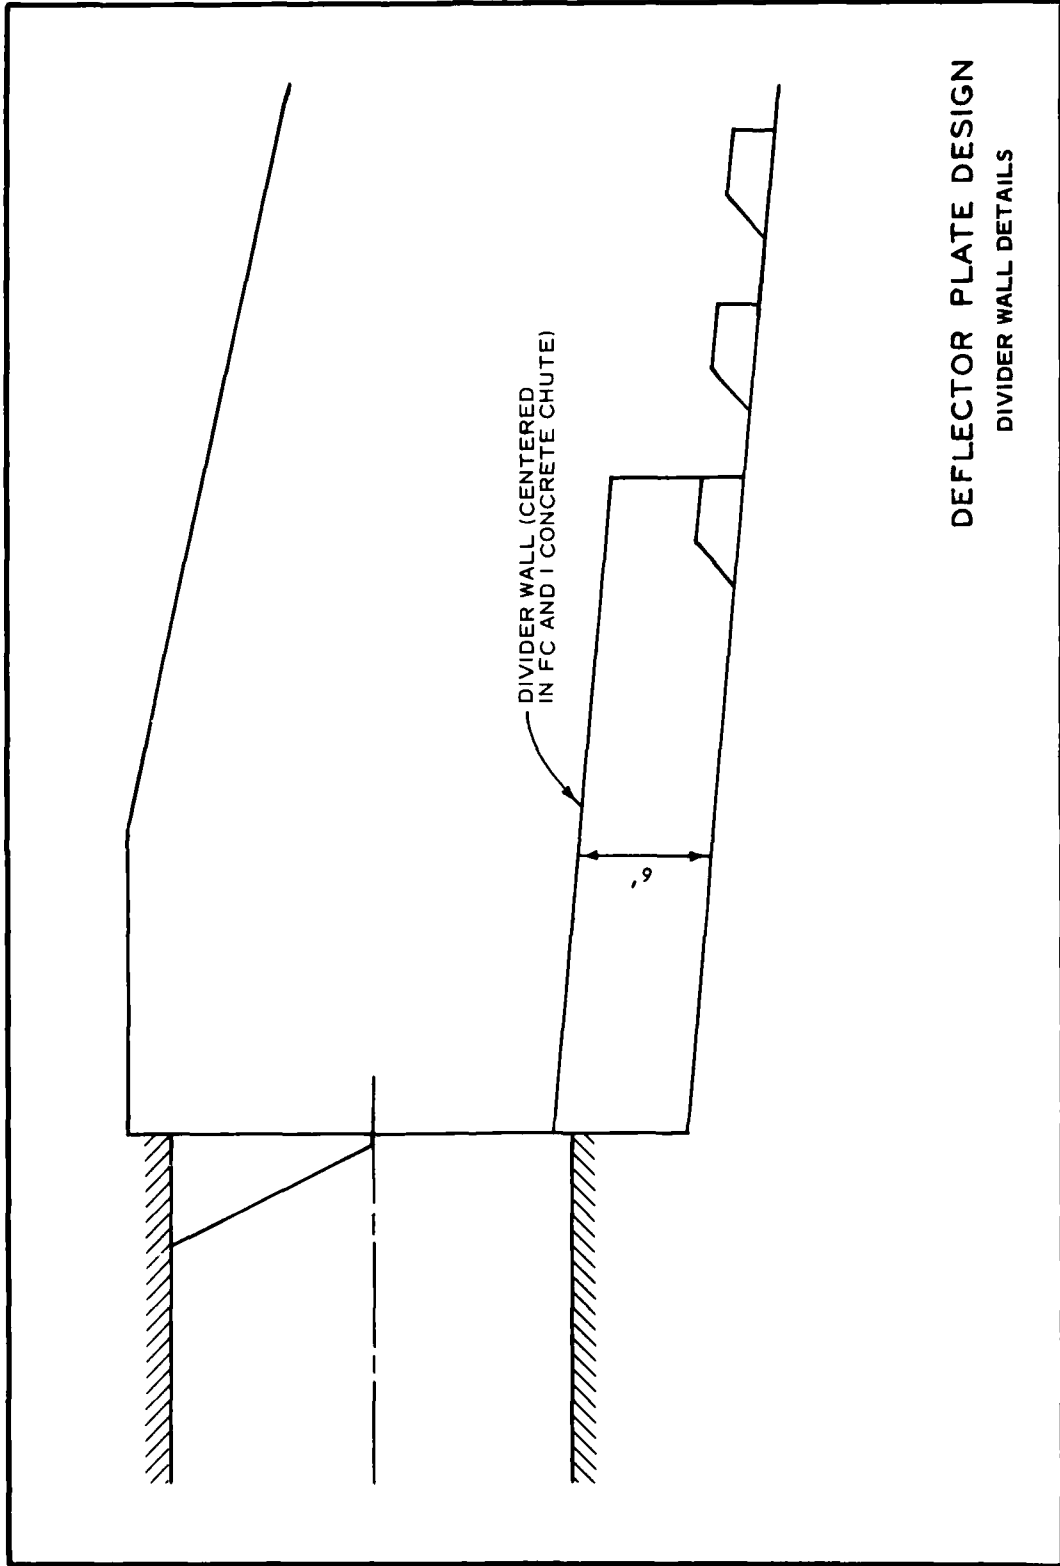 DIVIDER WALL (CENTERED
IN FC AND I CONCRETE CHUTE)
6'
DEFLECTOR PLATE DESIGN
DIVIDER WALL DETAILS